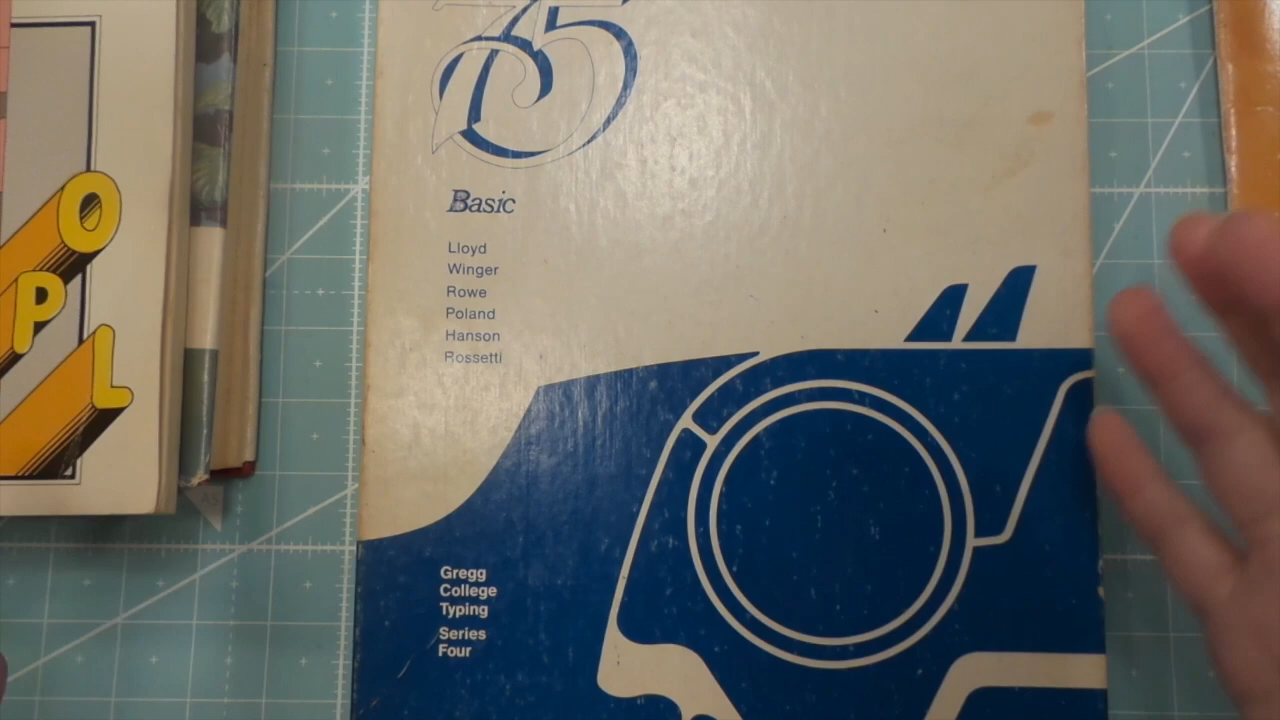 75
Basic
Lloyd
Winger
Rowe
Poland
Hanson
Rossetti
Gregg
College
Typing
Series
Four
O
P
L